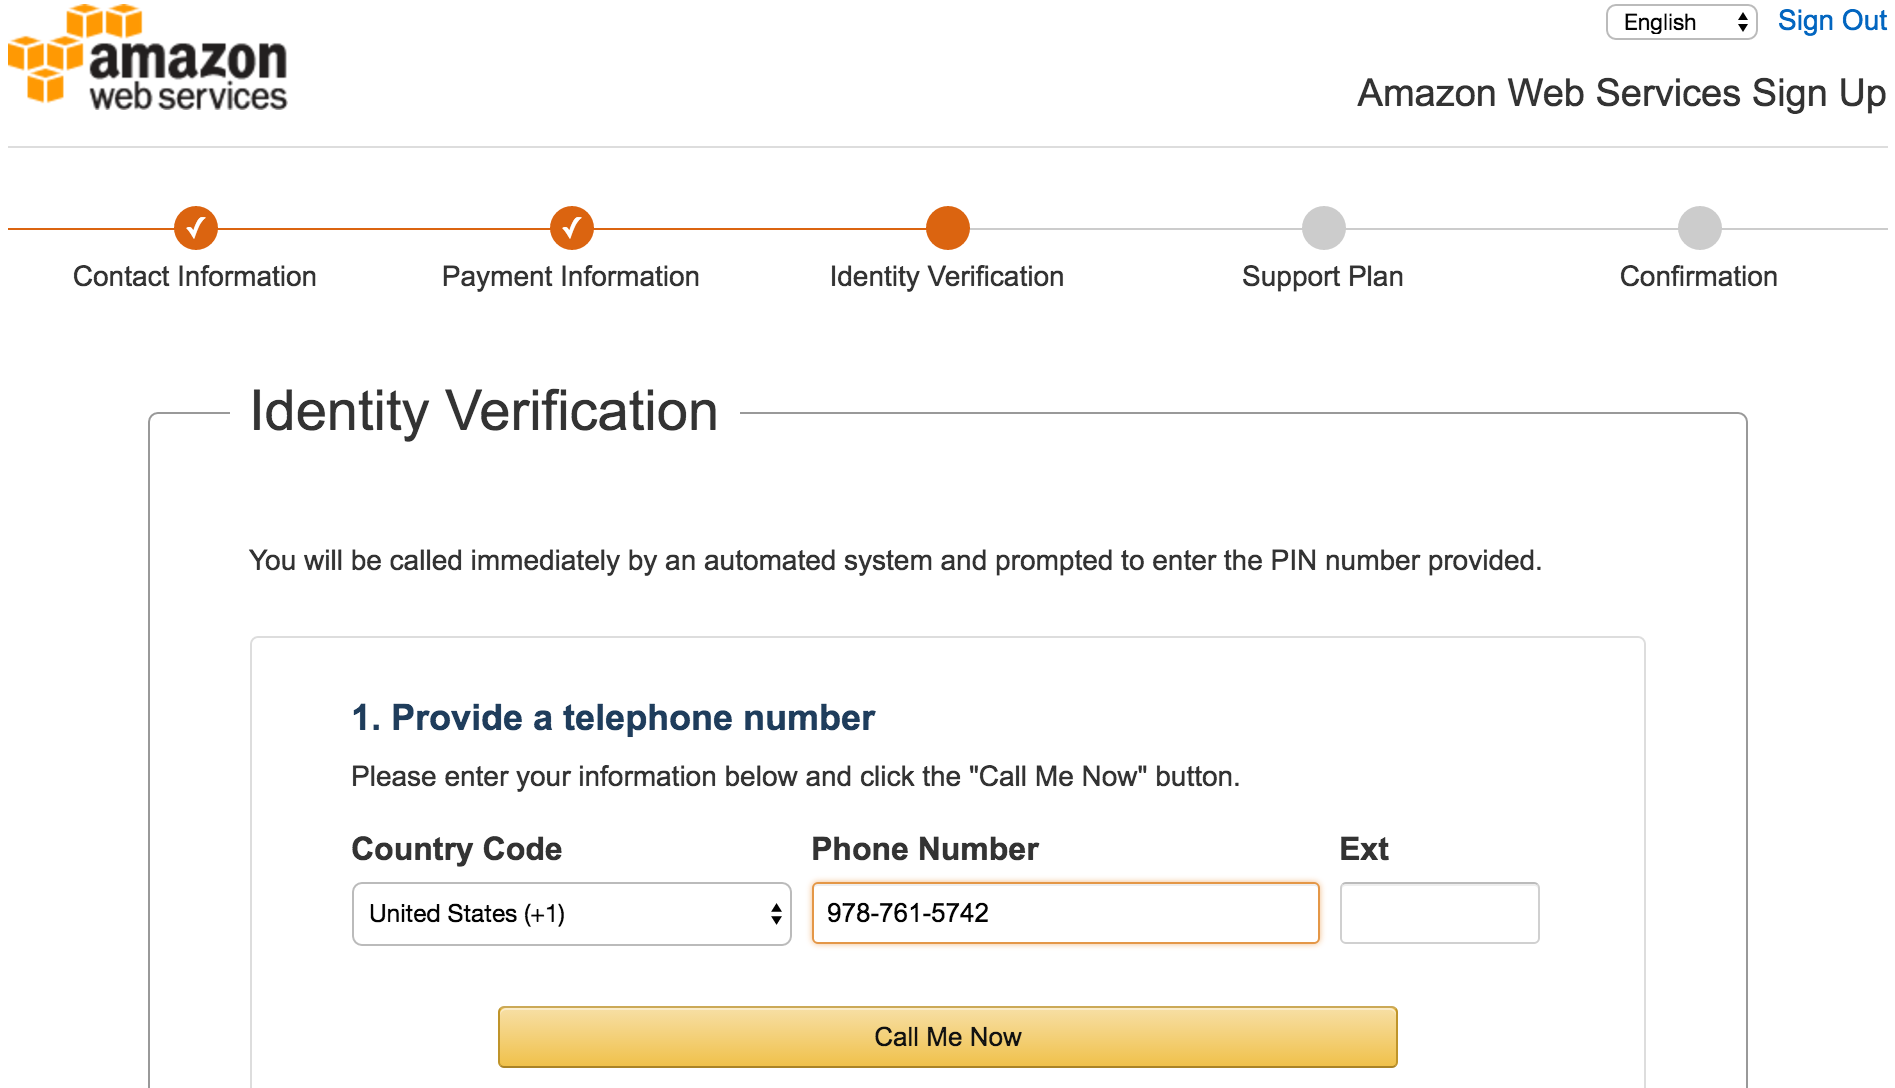 amazon
web services
English
Sign Out
Amazon Web Services Sign Up
Contact Information
Payment Information
Identity Verification
Support Plan
Confirmation
Identity Verification
You will be called immediately by an automated system and prompted to enter the PIN number provided.
1. Provide a telephone number
Please enter your information below and click the "Call Me Now" button.
Country Code
Phone Number
Ext
United States (+1)
978-761-5742
Call Me Now